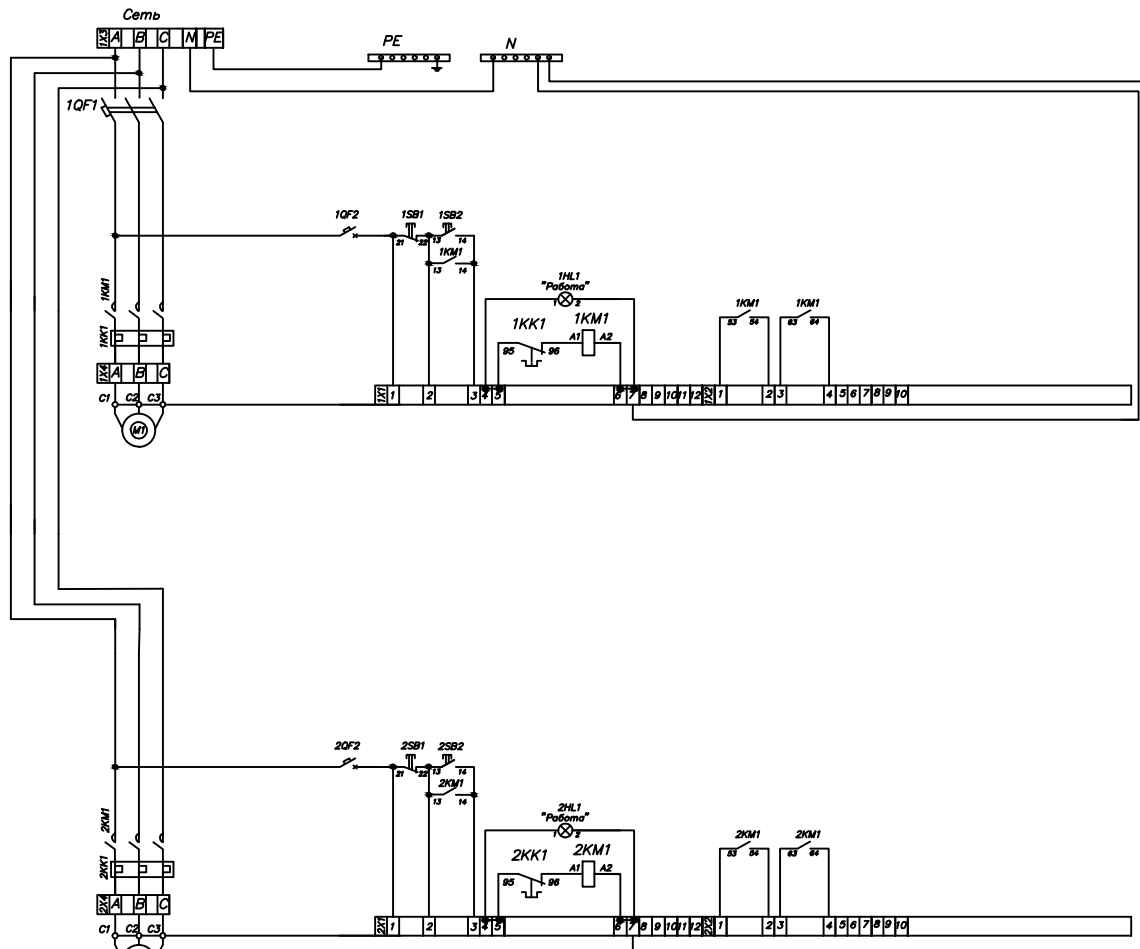 Сеть
1X3 A B C N PE
PE
N
1QF1
1QF2 1SB1 1SB2
21 22 13 14
1KM1
13 14
1KM1
1HL1
"Работа"
1 2
1KM1 1KM1
53 54 63 64
1KK1 1KM1
95 96 A1 A2
1KK1
1X4 A B C
1X1 1 2 3 4 5 6 7 8 9 10 11 12 1X2 1 2 3 4 5 6 7 8 9 10
C1 C2 C3
M1
2QF2 2SB1 2SB2
21 22 13 14
2KM1
13 14
2KM1
2HL1
"Работа"
1 2
2KM1 2KM1
53 54 63 64
2KK1 2KM1
95 96 A1 A2
2KK1
2X4 A B C
2X1 1 2 3 4 5 6 7 8 9 10 11 12 2X2 1 2 3 4 5 6 7 8 9 10
C1 C2 C3